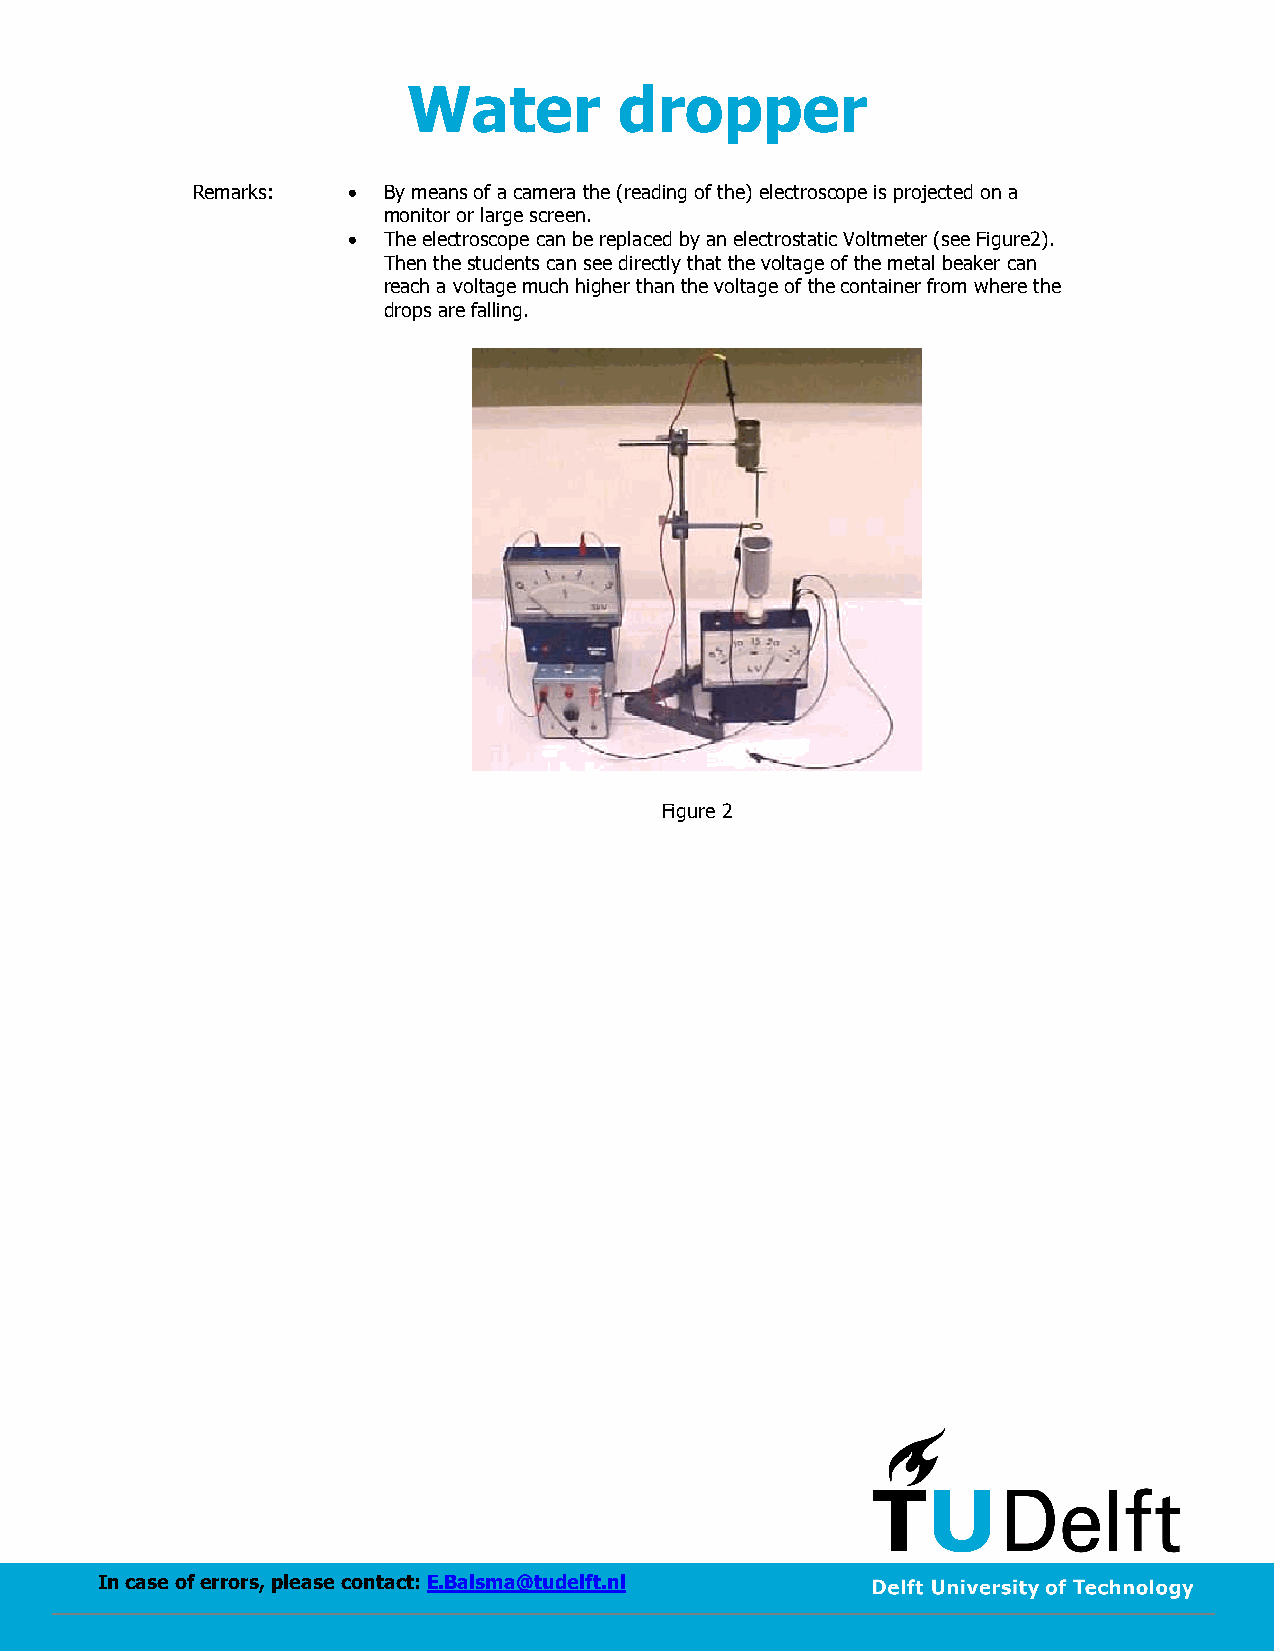 Water dropper
Remarks: • By means of a camera the (reading of the) electroscope is projected on a
monitor or large screen.
• The electroscope can be replaced by an electrostatic Voltmeter (see Figure2).
Then the students can see directly that the voltage of the metal beaker can
reach a voltage much higher than the voltage of the container from where the
drops are falling.
Figure 2
TUDelft
In case of errors, please contact: E.Balsma@tudelft.nl
Delft University of Technology